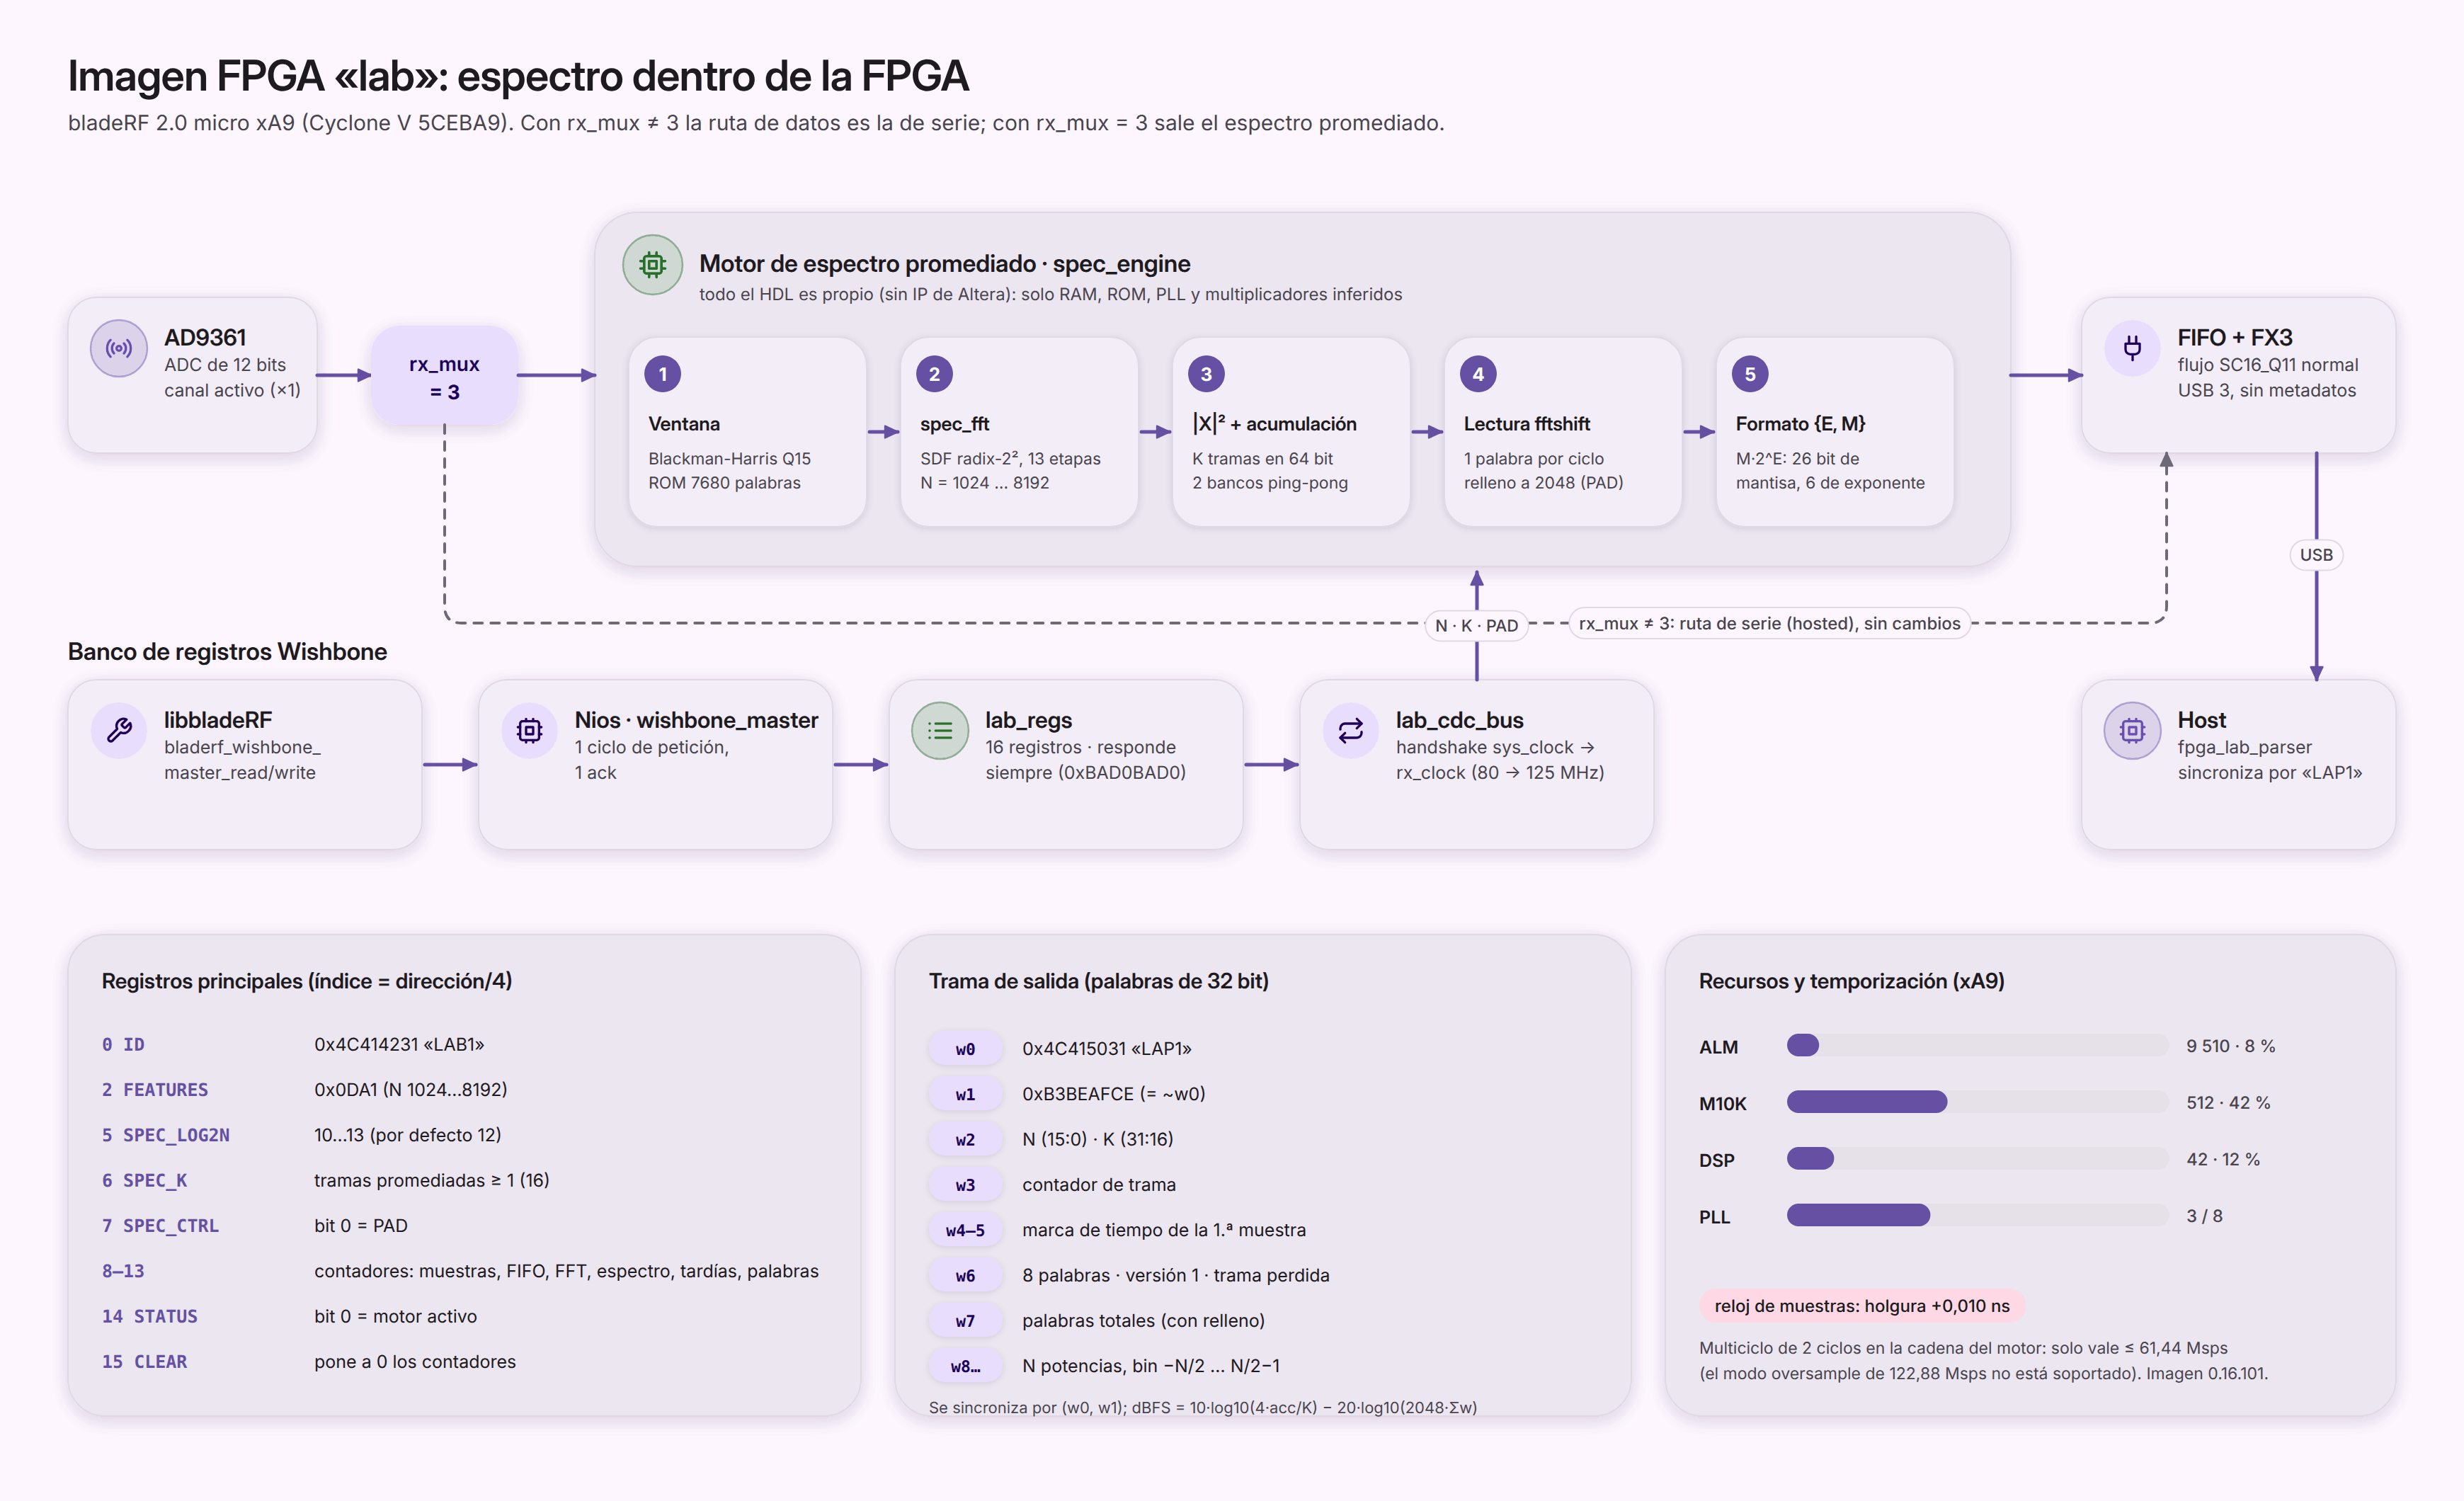 Imagen FPGA «lab»: espectro dentro de la FPGA
bladeRF 2.0 micro xA9 (Cyclone V 5CEBA9). Con rx_mux ≠ 3 la ruta de datos es la de serie; con rx_mux = 3 sale el espectro promediado.
AD9361
ADC de 12 bits
canal activo (×1)
rx_mux
= 3
Motor de espectro promediado · spec_engine
todo el HDL es propio (sin IP de Altera): solo RAM, ROM, PLL y multiplicadores inferidos
1
Ventana
Blackman-Harris Q15
ROM 7680 palabras
2
spec_fft
SDF radix-2², 13 etapas
N = 1024 … 8192
3
|X|² + acumulación
K tramas en 64 bit
2 bancos ping-pong
4
Lectura fftshift
1 palabra por ciclo
relleno a 2048 (PAD)
5
Formato {E, M}
M·2^E: 26 bit de
mantisa, 6 de exponente
FIFO + FX3
flujo SC16_Q11 normal
USB 3, sin metadatos
USB
N · K · PAD
rx_mux ≠ 3: ruta de serie (hosted), sin cambios
Banco de registros Wishbone
libbladeRF
bladerf_wishbone_
master_read/write
Nios · wishbone_master
1 ciclo de petición,
1 ack
lab_regs
16 registros · responde
siempre (0xBAD0BAD0)
lab_cdc_bus
handshake sys_clock →
rx_clock (80 → 125 MHz)
Host
fpga_lab_parser
sincroniza por «LAP1»
Registros principales (índice = dirección/4)
0 ID 0x4C414231 «LAB1»
2 FEATURES 0x0DA1 (N 1024…8192)
5 SPEC_LOG2N 10…13 (por defecto 12)
6 SPEC_K tramas promediadas ≥ 1 (16)
7 SPEC_CTRL bit 0 = PAD
8–13 contadores: muestras, FIFO, FFT, espectro, tardías, palabras
14 STATUS bit 0 = motor activo
15 CLEAR pone a 0 los contadores
Trama de salida (palabras de 32 bit)
w0 0x4C415031 «LAP1»
w1 0xB3BEAFCE (= ~w0)
w2 N (15:0) · K (31:16)
w3 contador de trama
w4–5 marca de tiempo de la 1.ª muestra
w6 8 palabras · versión 1 · trama perdida
w7 palabras totales (con relleno)
w8… N potencias, bin −N/2 … N/2−1
Se sincroniza por (w0, w1); dBFS = 10·log10(4·acc/K) − 20·log10(2048·Σw)
Recursos y temporización (xA9)
ALM 9 510 · 8 %
M10K 512 · 42 %
DSP 42 · 12 %
PLL 3 / 8
reloj de muestras: holgura +0,010 ns
Multiciclo de 2 ciclos en la cadena del motor: solo vale ≤ 61,44 Msps
(el modo oversample de 122,88 Msps no está soportado). Imagen 0.16.101.